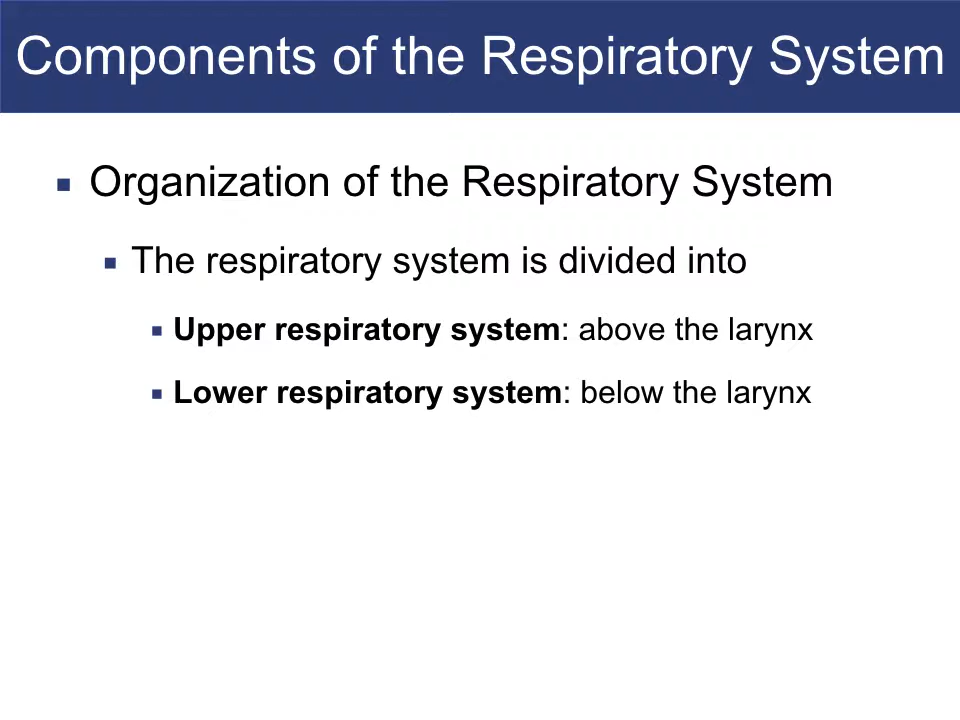 Components of the Respiratory System
Organization of the Respiratory System
The respiratory system is divided into
Upper respiratory system: above the larynx
Lower respiratory system: below the larynx